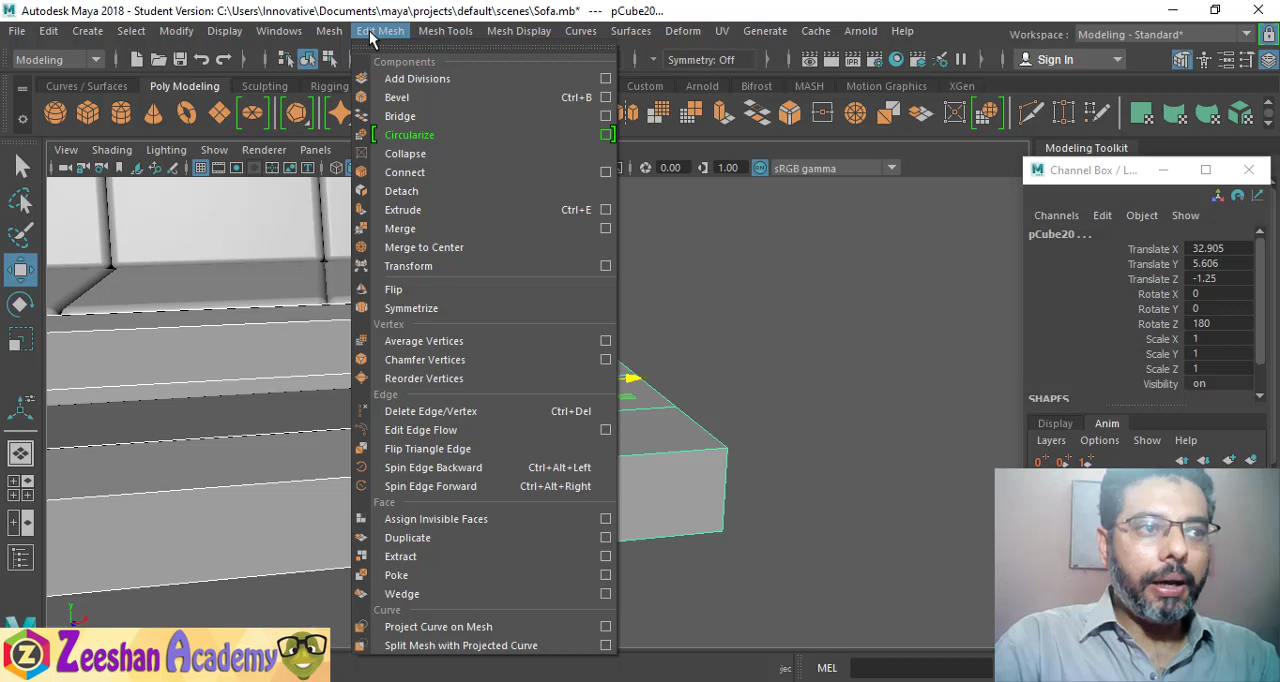 Autodesk Maya 2018 - Student Version: C:\Users\Innovative\Documents\maya\projects\default\scenes\Sofa.mb* --- pCube20...
File Edit Create Select Modify Display Windows Mesh Edit Mesh Mesh Tools Mesh Display Curves Surfaces Deform UV Generate Cache Arnold Help
Workspace : Modeling - Standard*
Modeling
Symmetry: Off
Sign In
Curves / Surfaces Poly Modeling Sculpting Rigging Custom Arnold Bifrost MASH Motion Graphics XGen
View Shading Lighting Show Renderer Panels
0.00 1.00 ON sRGB gamma
Components
Add Divisions
Bevel Ctrl+B
Bridge
Circularize
Collapse
Connect
Detach
Extrude Ctrl+E
Merge
Merge to Center
Transform
Flip
Symmetrize
Vertex
Average Vertices
Chamfer Vertices
Reorder Vertices
Edge
Delete Edge/Vertex Ctrl+Del
Edit Edge Flow
Flip Triangle Edge
Spin Edge Backward Ctrl+Alt+Left
Spin Edge Forward Ctrl+Alt+Right
Face
Assign Invisible Faces
Duplicate
Extract
Poke
Wedge
Curve
Project Curve on Mesh
Split Mesh with Projected Curve
Modeling Toolkit
Channel Box / L...
Channels Edit Object Show
pCube20 . . .
Translate X 32.905
Translate Y 5.606
Translate Z -1.25
Rotate X 0
Rotate Y 0
Rotate Z 180
Scale X 1
Scale Y 1
Scale Z 1
Visibility on
SHAPES
Display Anim
Layers Options Show Help
y
Zeeshan Academy
jec
MEL